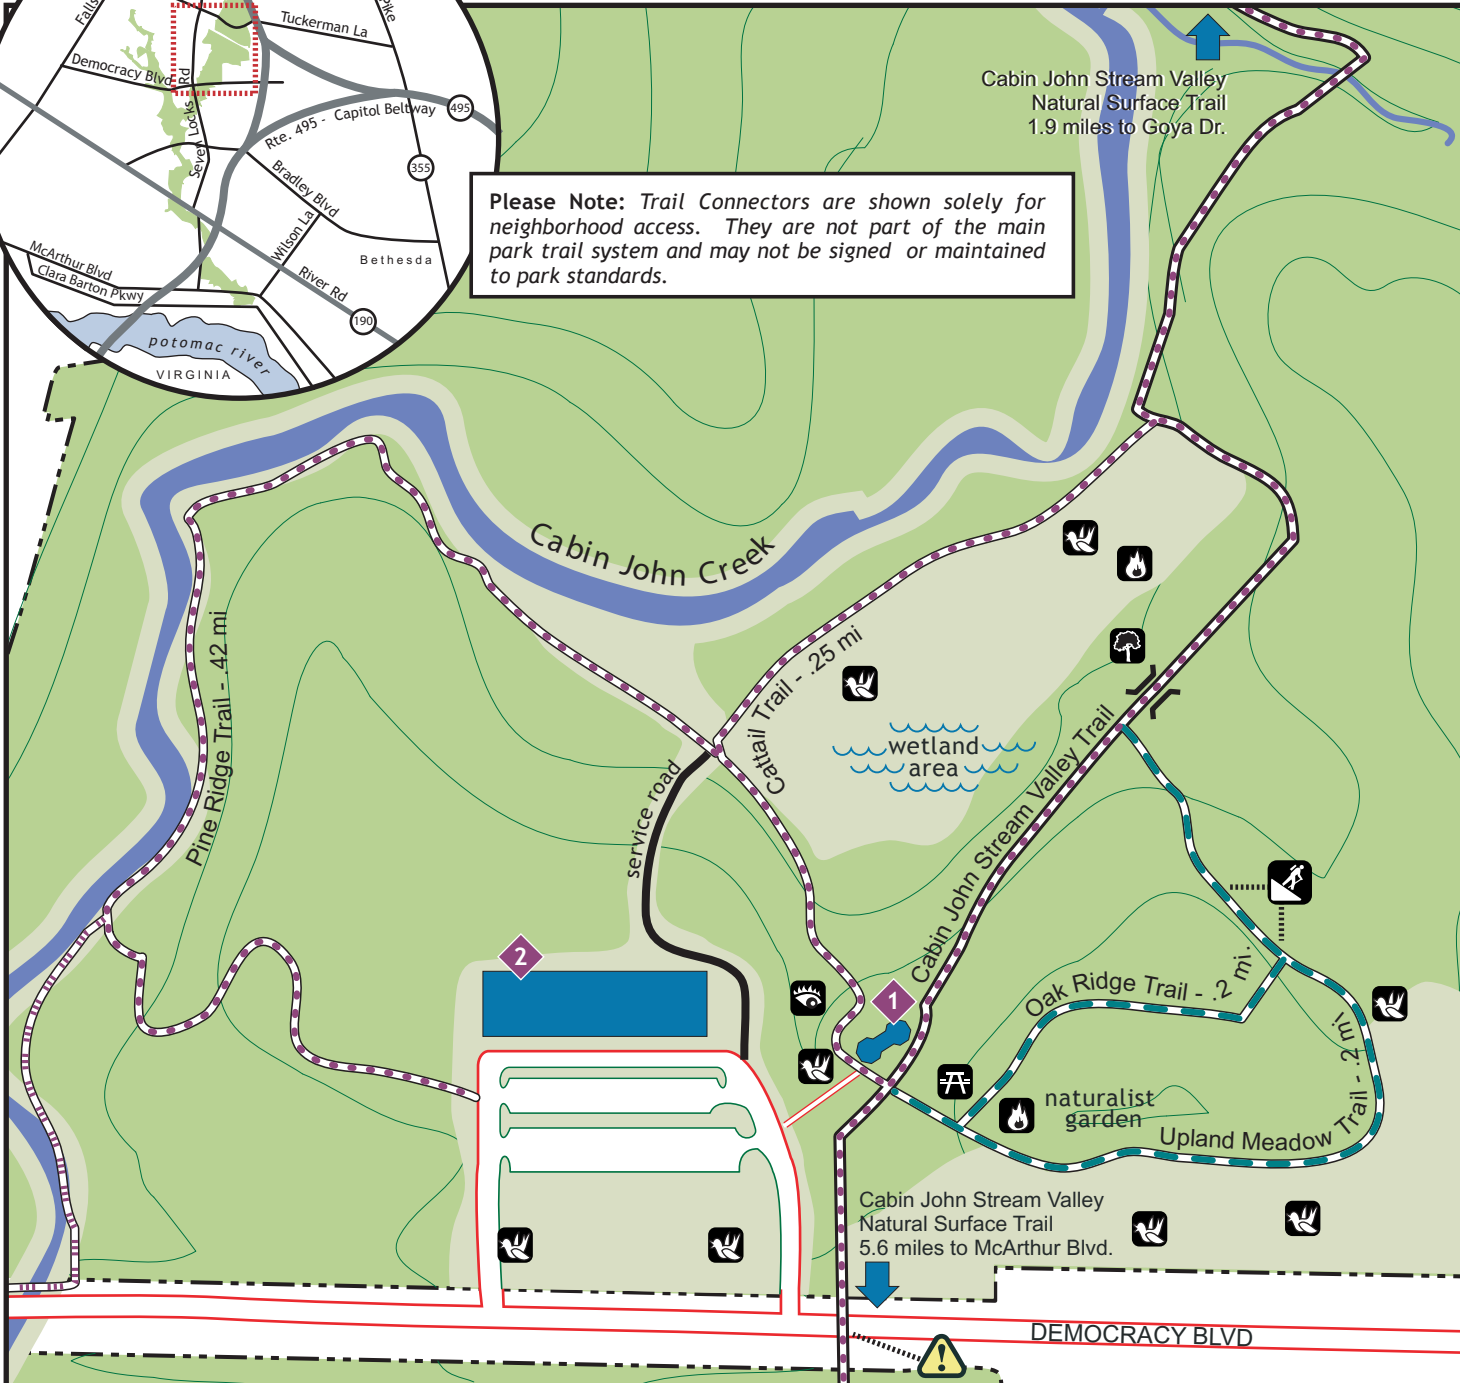 Falls
Pike
Tuckerman La
Democracy Blvd
Seven Locks Rd
Rte. 495 - Capitol Beltway
495
355
Bradley Blvd
Wilson La
Bethesda
McArthur Blvd
Clara Barton Pkwy
River Rd
190
potomac river
VIRGINIA
Cabin John Stream Valley
Natural Surface Trail
1.9 miles to Goya Dr.
Please Note: Trail Connectors are shown solely for
neighborhood access. They are not part of the main
park trail system and may not be signed or maintained
to park standards.
Cabin John Creek
Pine Ridge Trail - .42 mi
Cattail Trail - .25 mi
wetland
area
service road
Cabin John Stream Valley Trail
2
1
Oak Ridge Trail - .2 mi.
naturalist
garden
Upland Meadow Trail - .2 mi
Cabin John Stream Valley
Natural Surface Trail
5.6 miles to McArthur Blvd.
DEMOCRACY BLVD
!